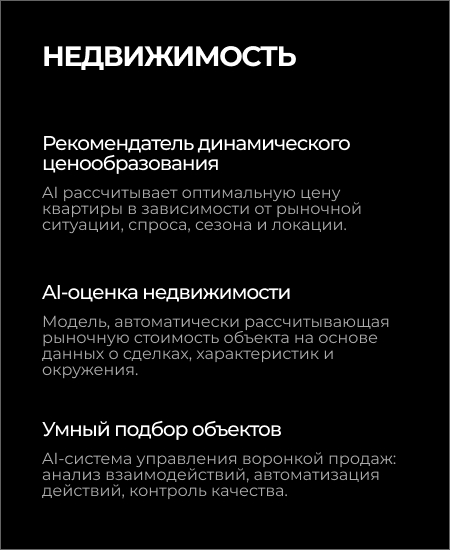 НЕДВИЖИМОСТЬ
Рекомендатель динамического
ценообразования
AI рассчитывает оптимальную цену
квартиры в зависимости от рыночной
ситуации, спроса, сезона и локации.
AI-оценка недвижимости
Модель, автоматически рассчитывающая
рыночную стоимость объекта на основе
данных о сделках, характеристик и
окружения.
Умный подбор объектов
AI-система управления воронкой продаж:
анализ взаимодействий, автоматизация
действий, контроль качества.